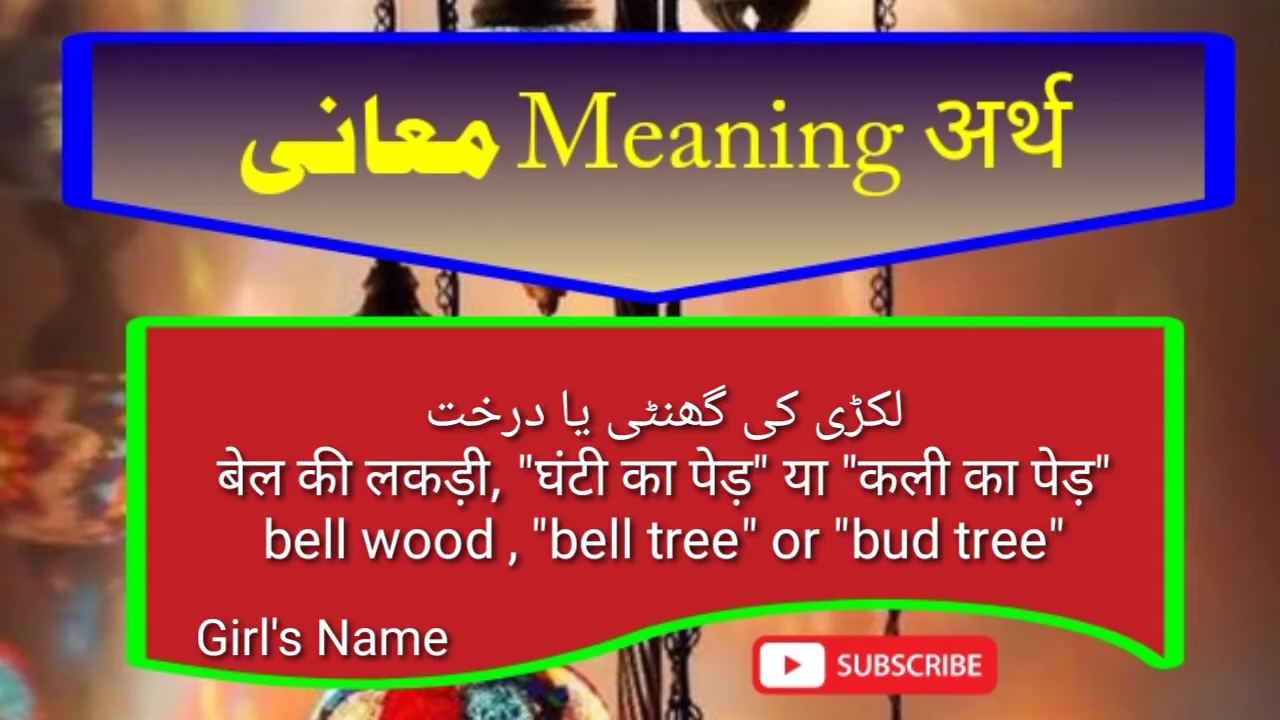 معانی Meaning अर्थ
لکڑی کی گھنٹی یا درخت
बेल की लकड़ी, "घंटी का पेड़" या "कली का पेड़"
bell wood , "bell tree" or "bud tree"
Girl's Name
SUBSCRIBE